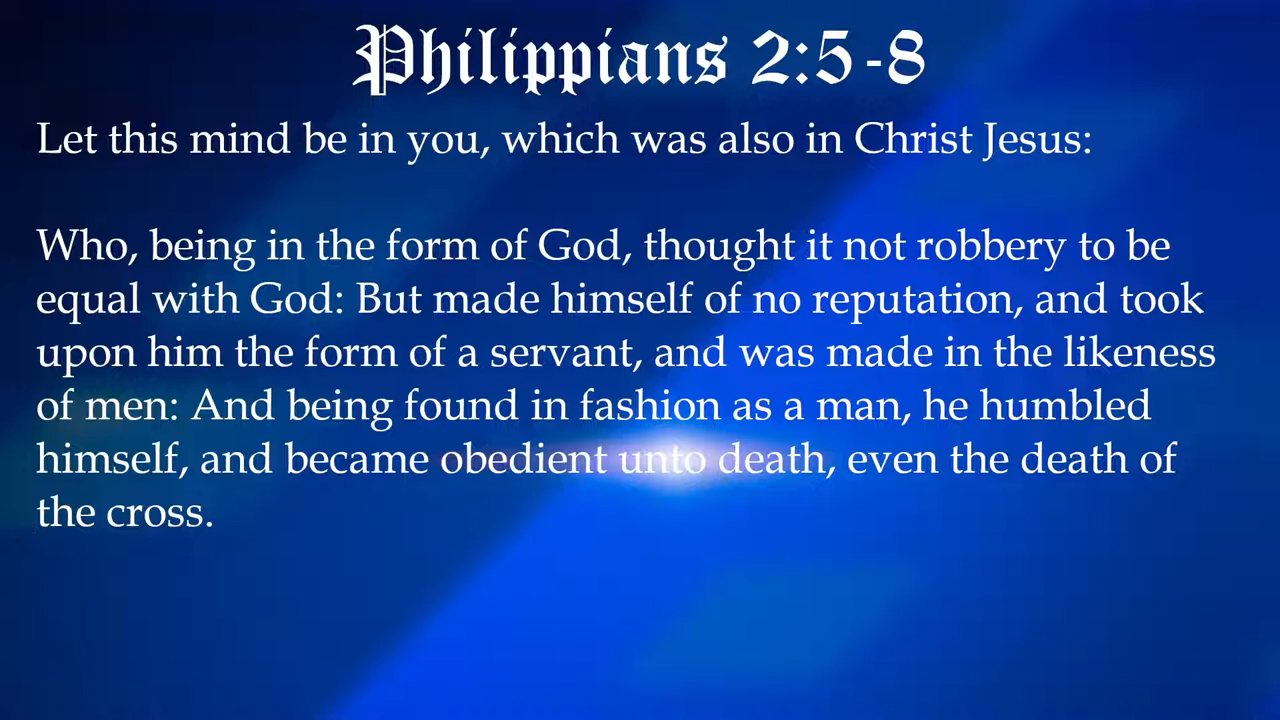 Philippians 2:5-8
Let this mind be in you, which was also in Christ Jesus:
Who, being in the form of God, thought it not robbery to be
equal with God: But made himself of no reputation, and took
upon him the form of a servant, and was made in the likeness
of men: And being found in fashion as a man, he humbled
himself, and became obedient unto death, even the death of
the cross.